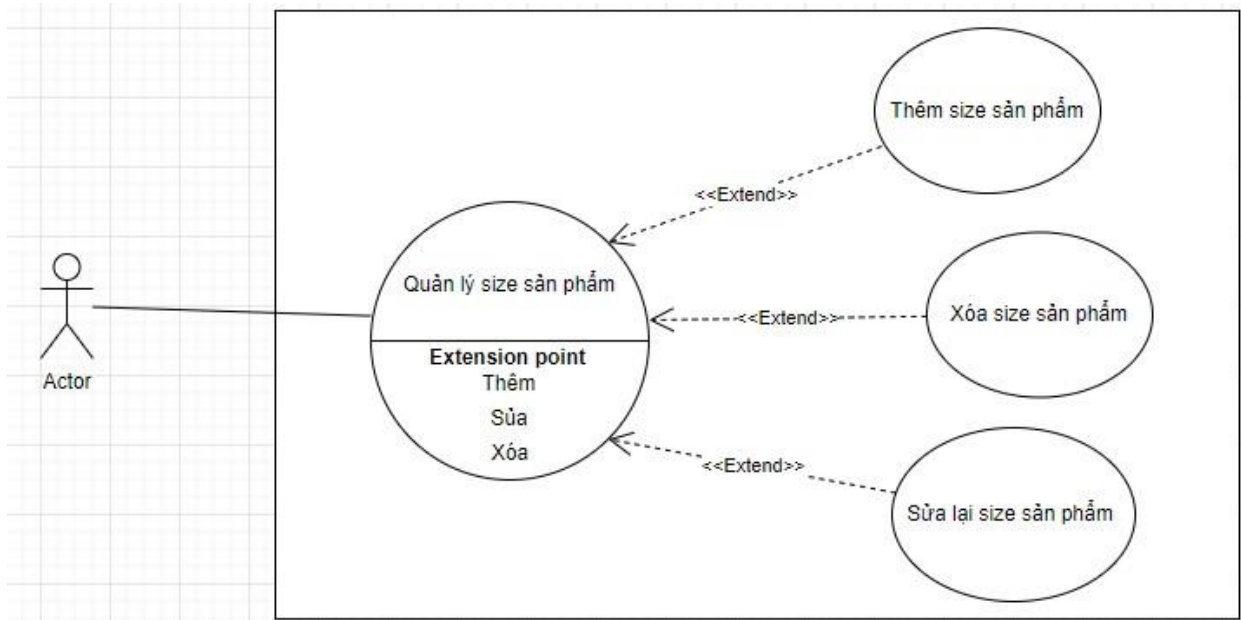 Thêm size sản phẩm
<<Extend>>
Quản lý size sản phẩm
<<Extend>>
Xóa size sản phẩm
Extension point
Thêm
Sủa
Xóa
Actor
<<Extend>>
Sửa lại size sản phẩm